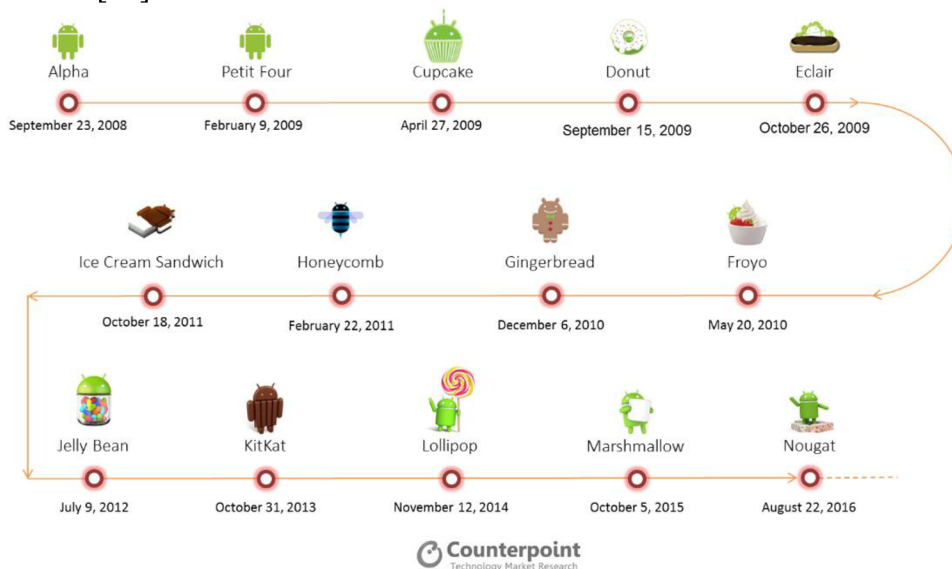 Alpha
Petit Four
Cupcake
Donut
Eclair
September 23, 2008
February 9, 2009
April 27, 2009
September 15, 2009
October 26, 2009
Ice Cream Sandwich
Honeycomb
Gingerbread
Froyo
October 18, 2011
February 22, 2011
December 6, 2010
May 20, 2010
Jelly Bean
KitKat
Lollipop
Marshmallow
Nougat
July 9, 2012
October 31, 2013
November 12, 2014
October 5, 2015
August 22, 2016
Counterpoint
Technology Market Research